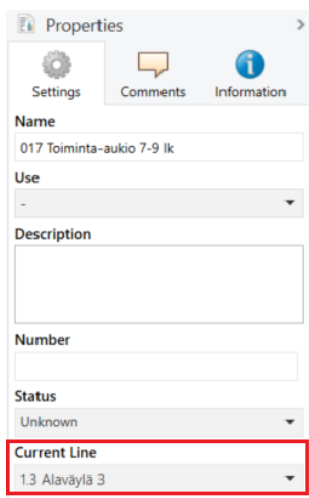 Properties
Settings Comments Information
Name
017 Toiminta-aukio 7-9 lk
Use
-
Description
Number
Status
Unknown
Current Line
1.3 Alaväylä 3